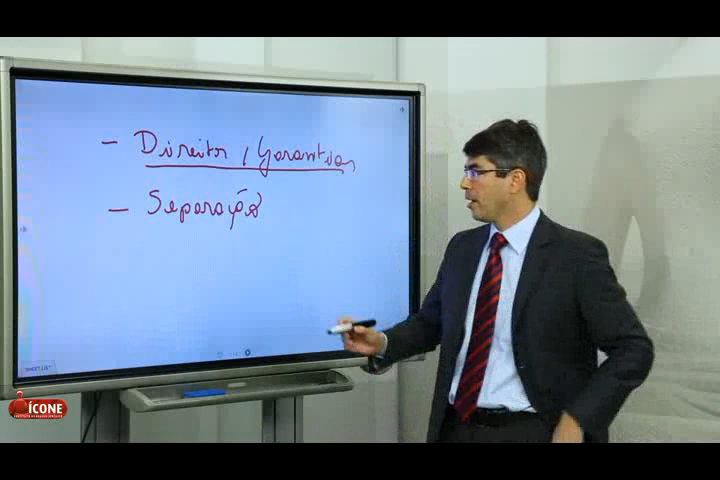 - Direitos / Garantias
- Separação
ÍCONE